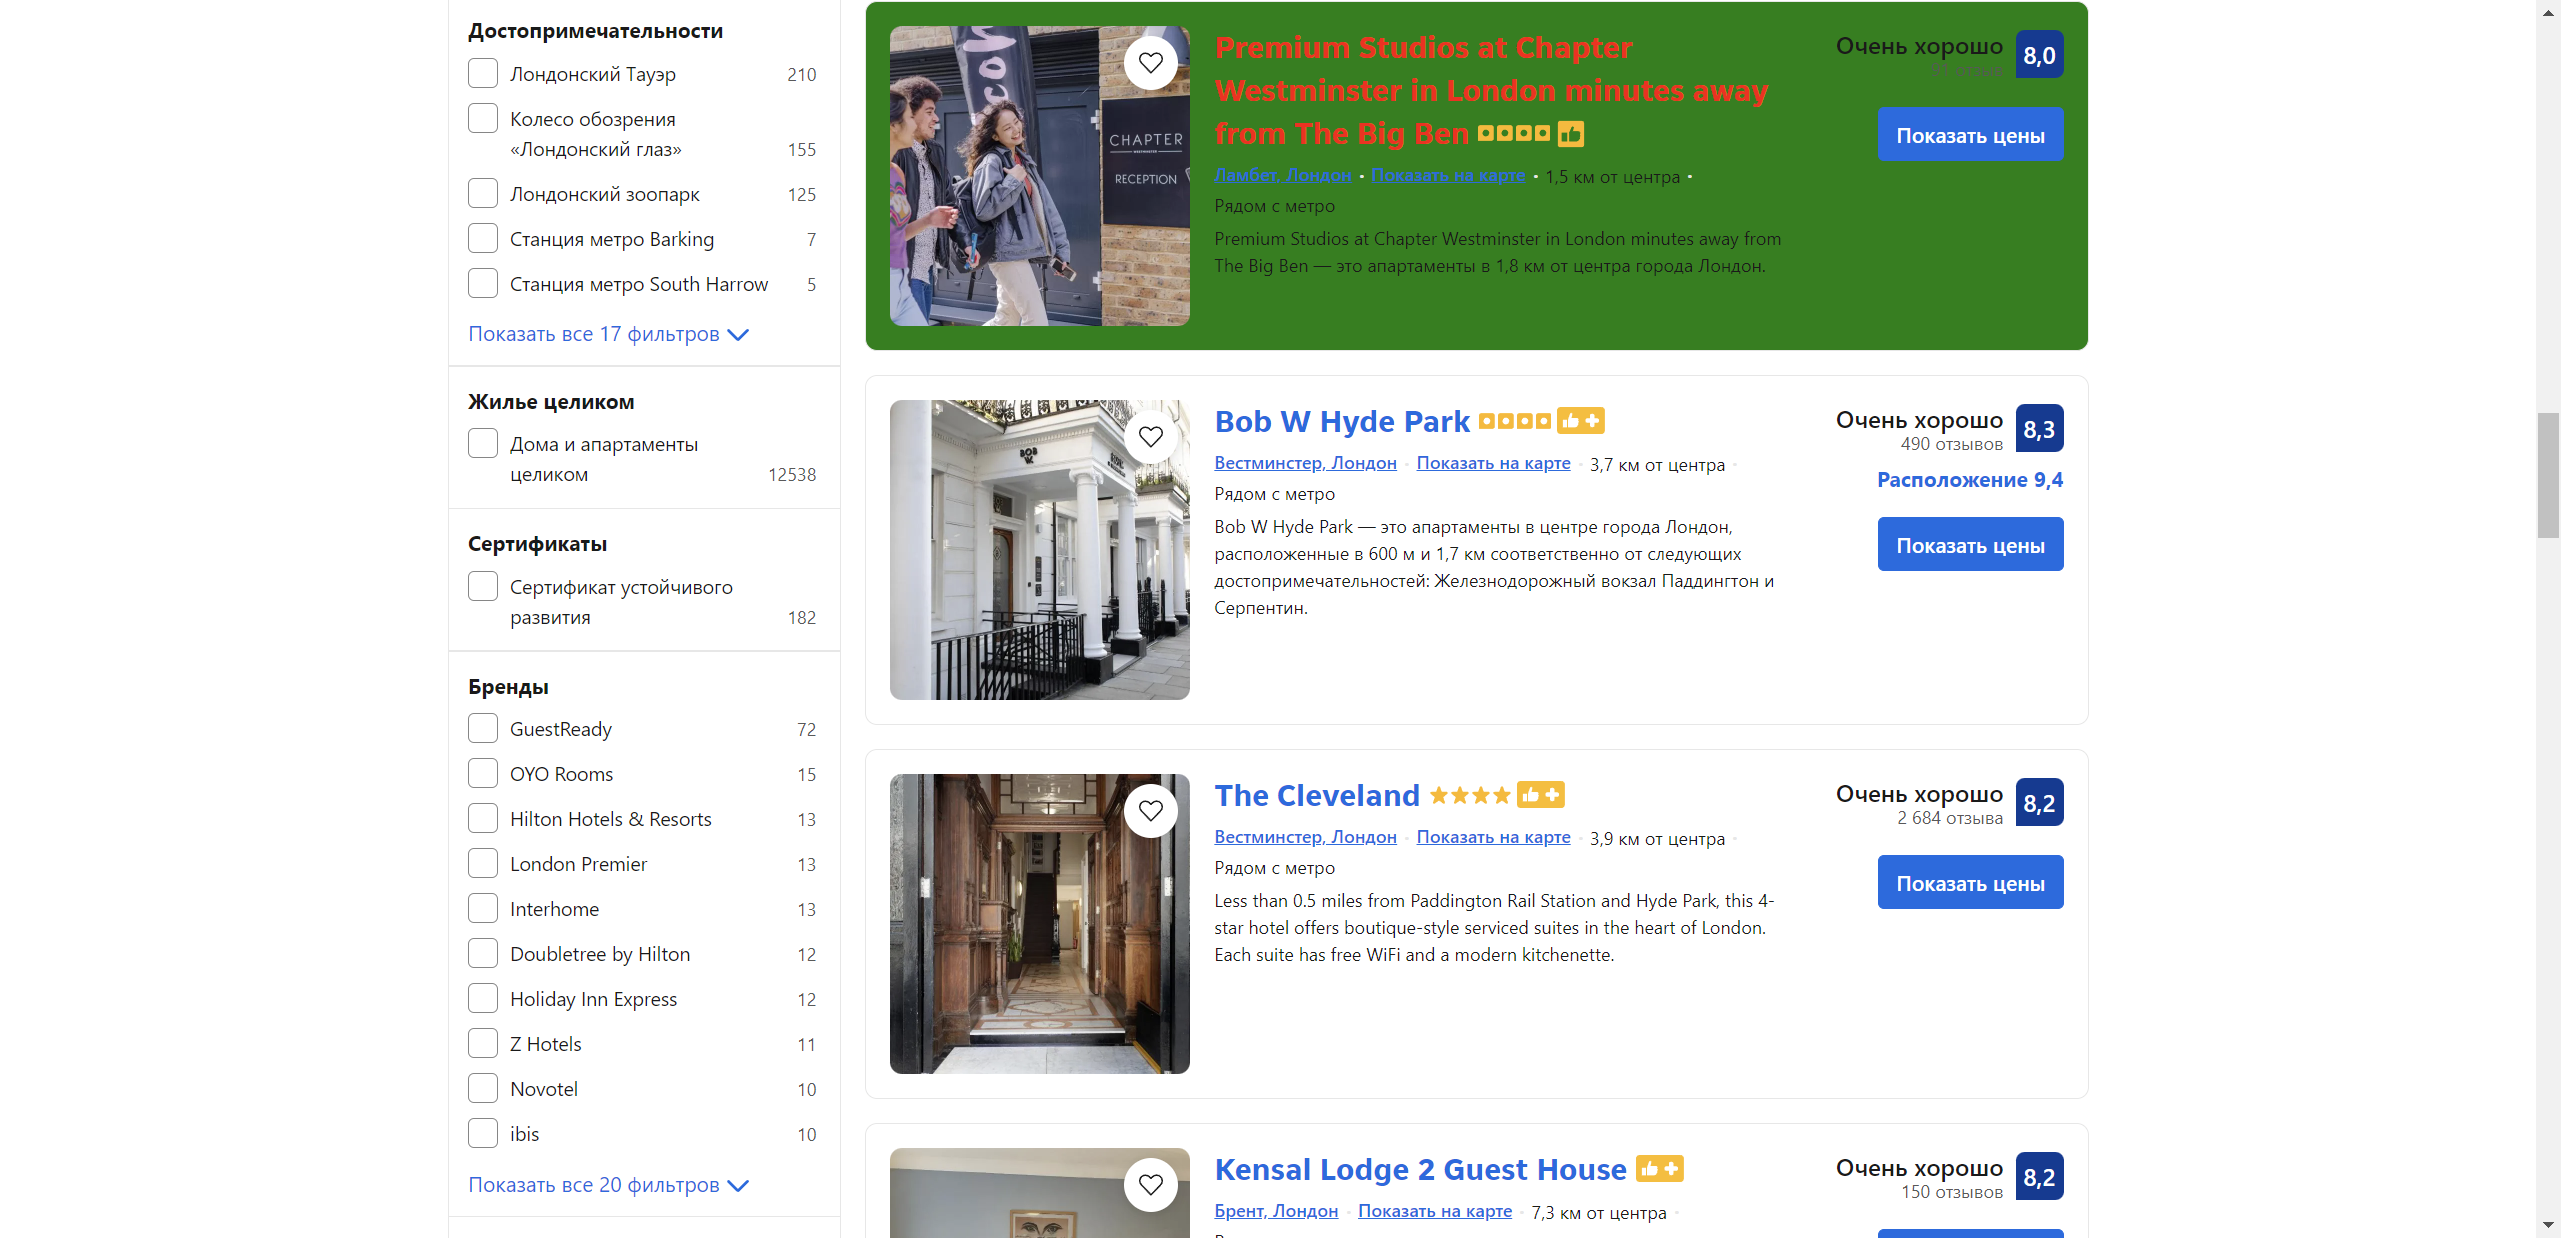 Достопримечательности
Лондонский Тауэр 210
Колесо обозрения
«Лондонский глаз» 155
Лондонский зоопарк 125
Станция метро Barking 7
Станция метро South Harrow 5
Показать все 17 фильтров
Жилье целиком
Дома и апартаменты
целиком 12538
Сертификаты
Сертификат устойчивого
развития 182
Бренды
GuestReady 72
OYO Rooms 15
Hilton Hotels & Resorts 13
London Premier 13
Interhome 13
Doubletree by Hilton 12
Holiday Inn Express 12
Z Hotels 11
Novotel 10
ibis 10
Показать все 20 фильтров
CHAPTER
WESTMINSTER
RECEPTION
Premium Studios at Chapter
Westminster in London minutes away
from The Big Ben
Ламбет, Лондон • Показать на карте • 1,5 км от центра •
Рядом с метро
Premium Studios at Chapter Westminster in London minutes away from
The Big Ben — это апартаменты в 1,8 км от центра города Лондон.
Очень хорошо 8,0
91 отзыв
Показать цены
BOB
W.
Bob W Hyde Park
Вестминстер, Лондон • Показать на карте • 3,7 км от центра •
Рядом с метро
Bob W Hyde Park — это апартаменты в центре города Лондон,
расположенные в 600 м и 1,7 км соответственно от следующих
достопримечательностей: Железнодорожный вокзал Паддингтон и
Серпентин.
Очень хорошо 8,3
490 отзывов
Расположение 9,4
Показать цены
The Cleveland
Вестминстер, Лондон • Показать на карте • 3,9 км от центра •
Рядом с метро
Less than 0.5 miles from Paddington Rail Station and Hyde Park, this 4-
star hotel offers boutique-style serviced suites in the heart of London.
Each suite has free WiFi and a modern kitchenette.
Очень хорошо 8,2
2 684 отзыва
Показать цены
Kensal Lodge 2 Guest House
Брент, Лондон • Показать на карте • 7,3 км от центра •
Очень хорошо 8,2
150 отзывов